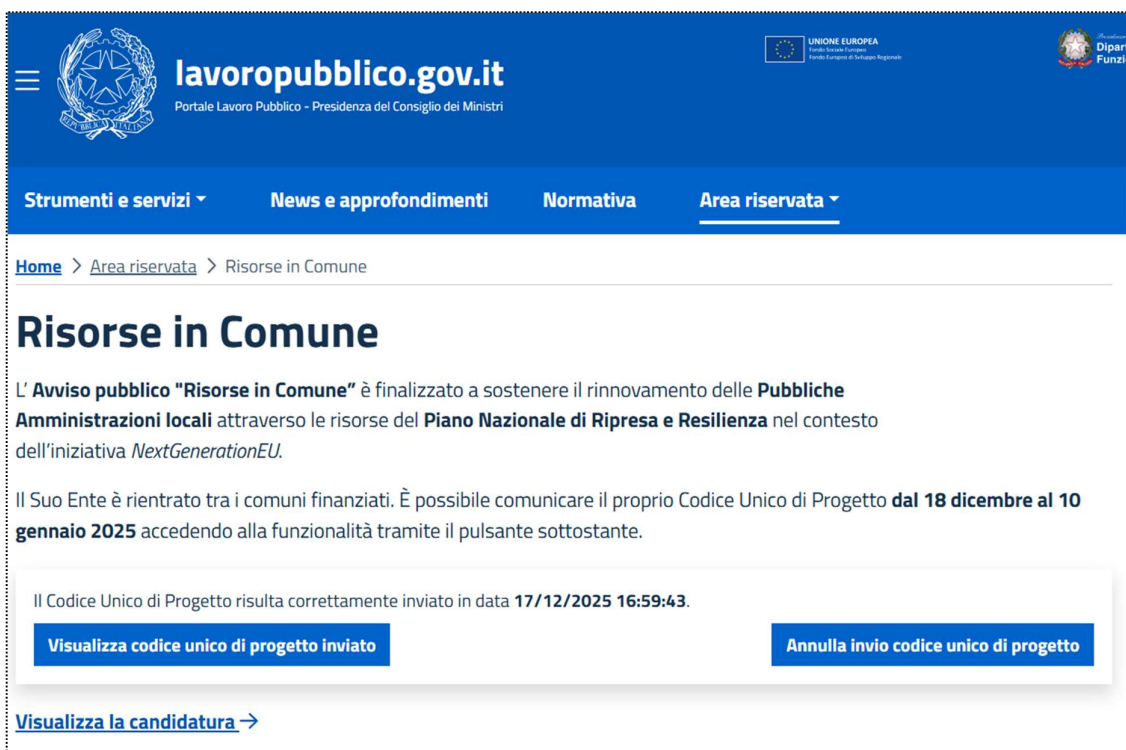 lavoropubblico.gov.it
Portale Lavoro Pubblico - Presidenza del Consiglio dei Ministri
REPVBBLICA ITALIANA
UNIONE EUROPEA
Fondo Sociale Europeo
Fondo Europeo di Sviluppo Regionale
Strumenti e servizi
News e approfondimenti
Normativa
Area riservata
Home > Area riservata > Risorse in Comune
Risorse in Comune
L' Avviso pubblico "Risorse in Comune” è finalizzato a sostenere il rinnovamento delle Pubbliche
Amministrazioni locali attraverso le risorse del Piano Nazionale di Ripresa e Resilienza nel contesto
dell’iniziativa NextGenerationEU.
Il Suo Ente è rientrato tra i comuni finanziati. È possibile comunicare il proprio Codice Unico di Progetto dal 18 dicembre al 10
gennaio 2025 accedendo alla funzionalità tramite il pulsante sottostante.
Il Codice Unico di Progetto risulta correttamente inviato in data 17/12/2025 16:59:43.
Visualizza codice unico di progetto inviato
Annulla invio codice unico di progetto
Visualizza la candidatura →